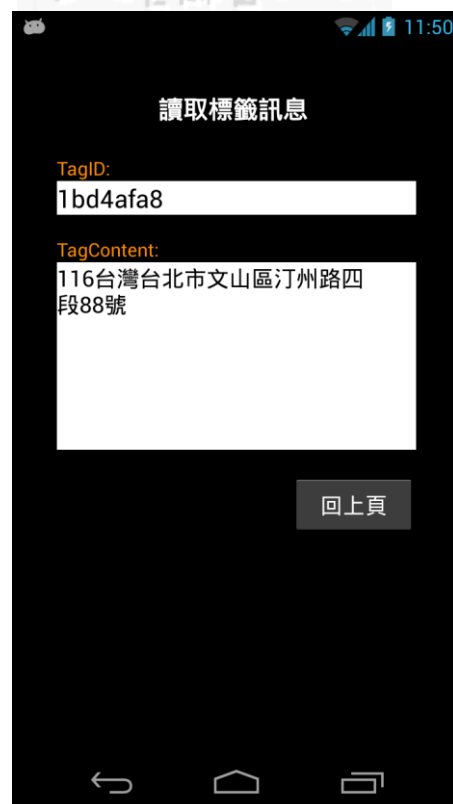 11:50
讀取標籤訊息
TagID:
1bd4afa8
TagContent:
116台灣台北市文山區汀州路四
段88號
回上頁